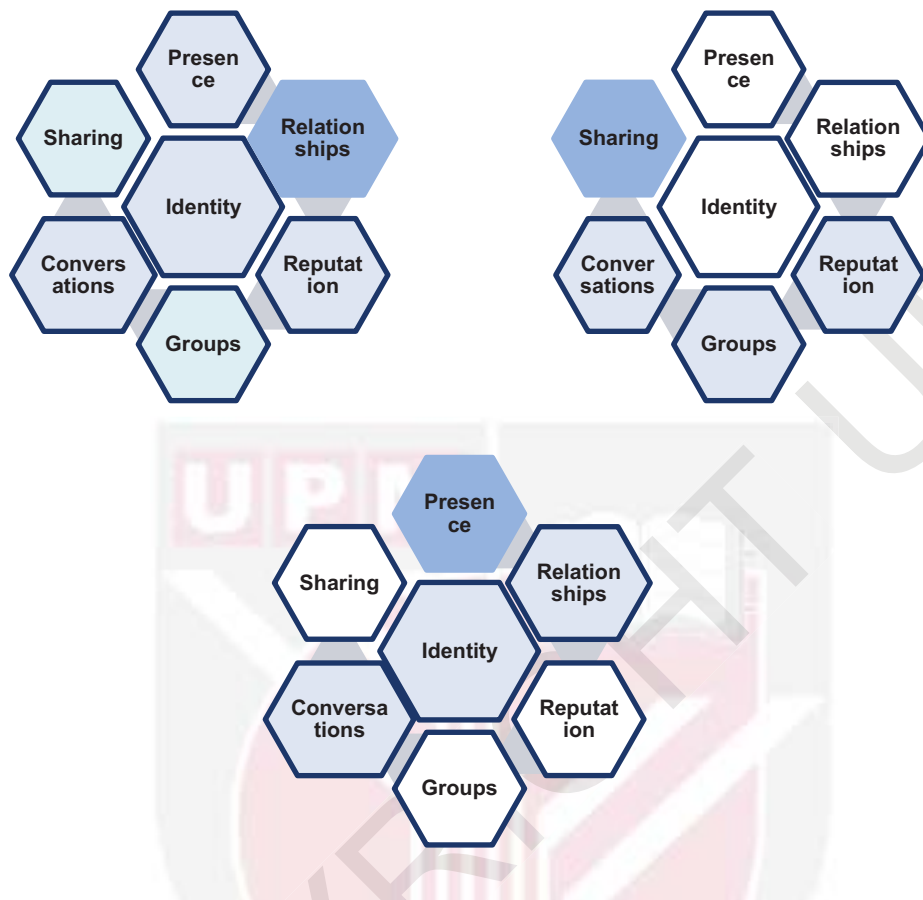 Presen
ce
Sharing
Relation
ships
Identity
Convers
ations
Reputat
ion
Groups
Presen
ce
Sharing
Relation
ships
Identity
Conver
sations
Reputat
ion
Groups
UPM
Presen
ce
Sharing
Relation
ships
Identity
Conversa
tions
Reputat
ion
Groups